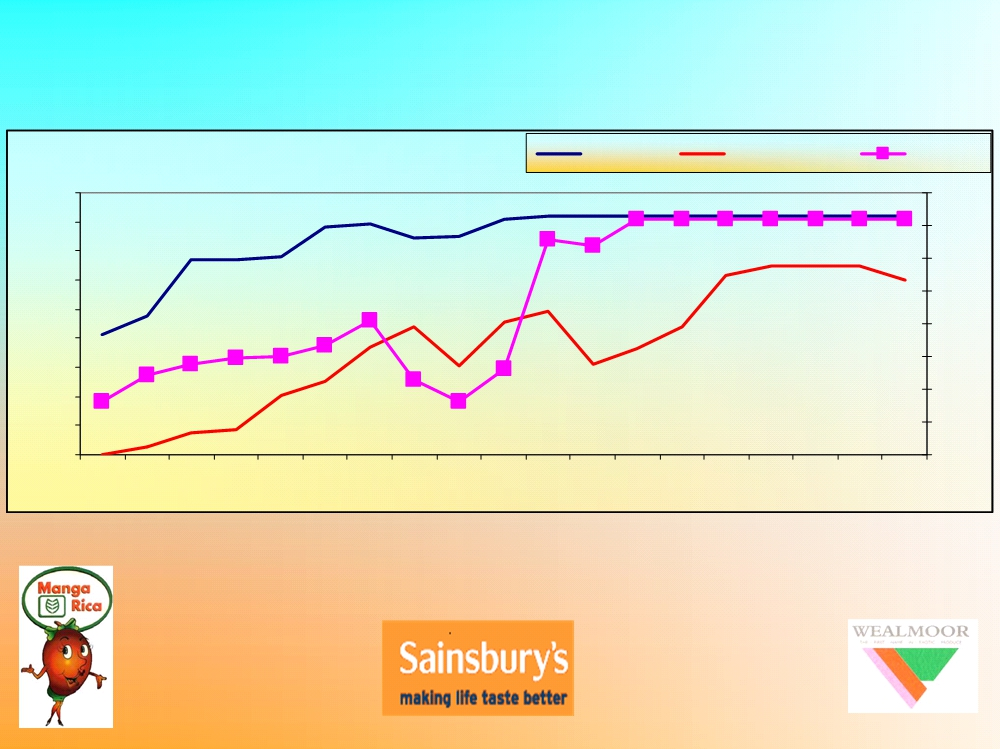 Manga
Rica
Sainsbury's
making life taste better
WEALMOOR